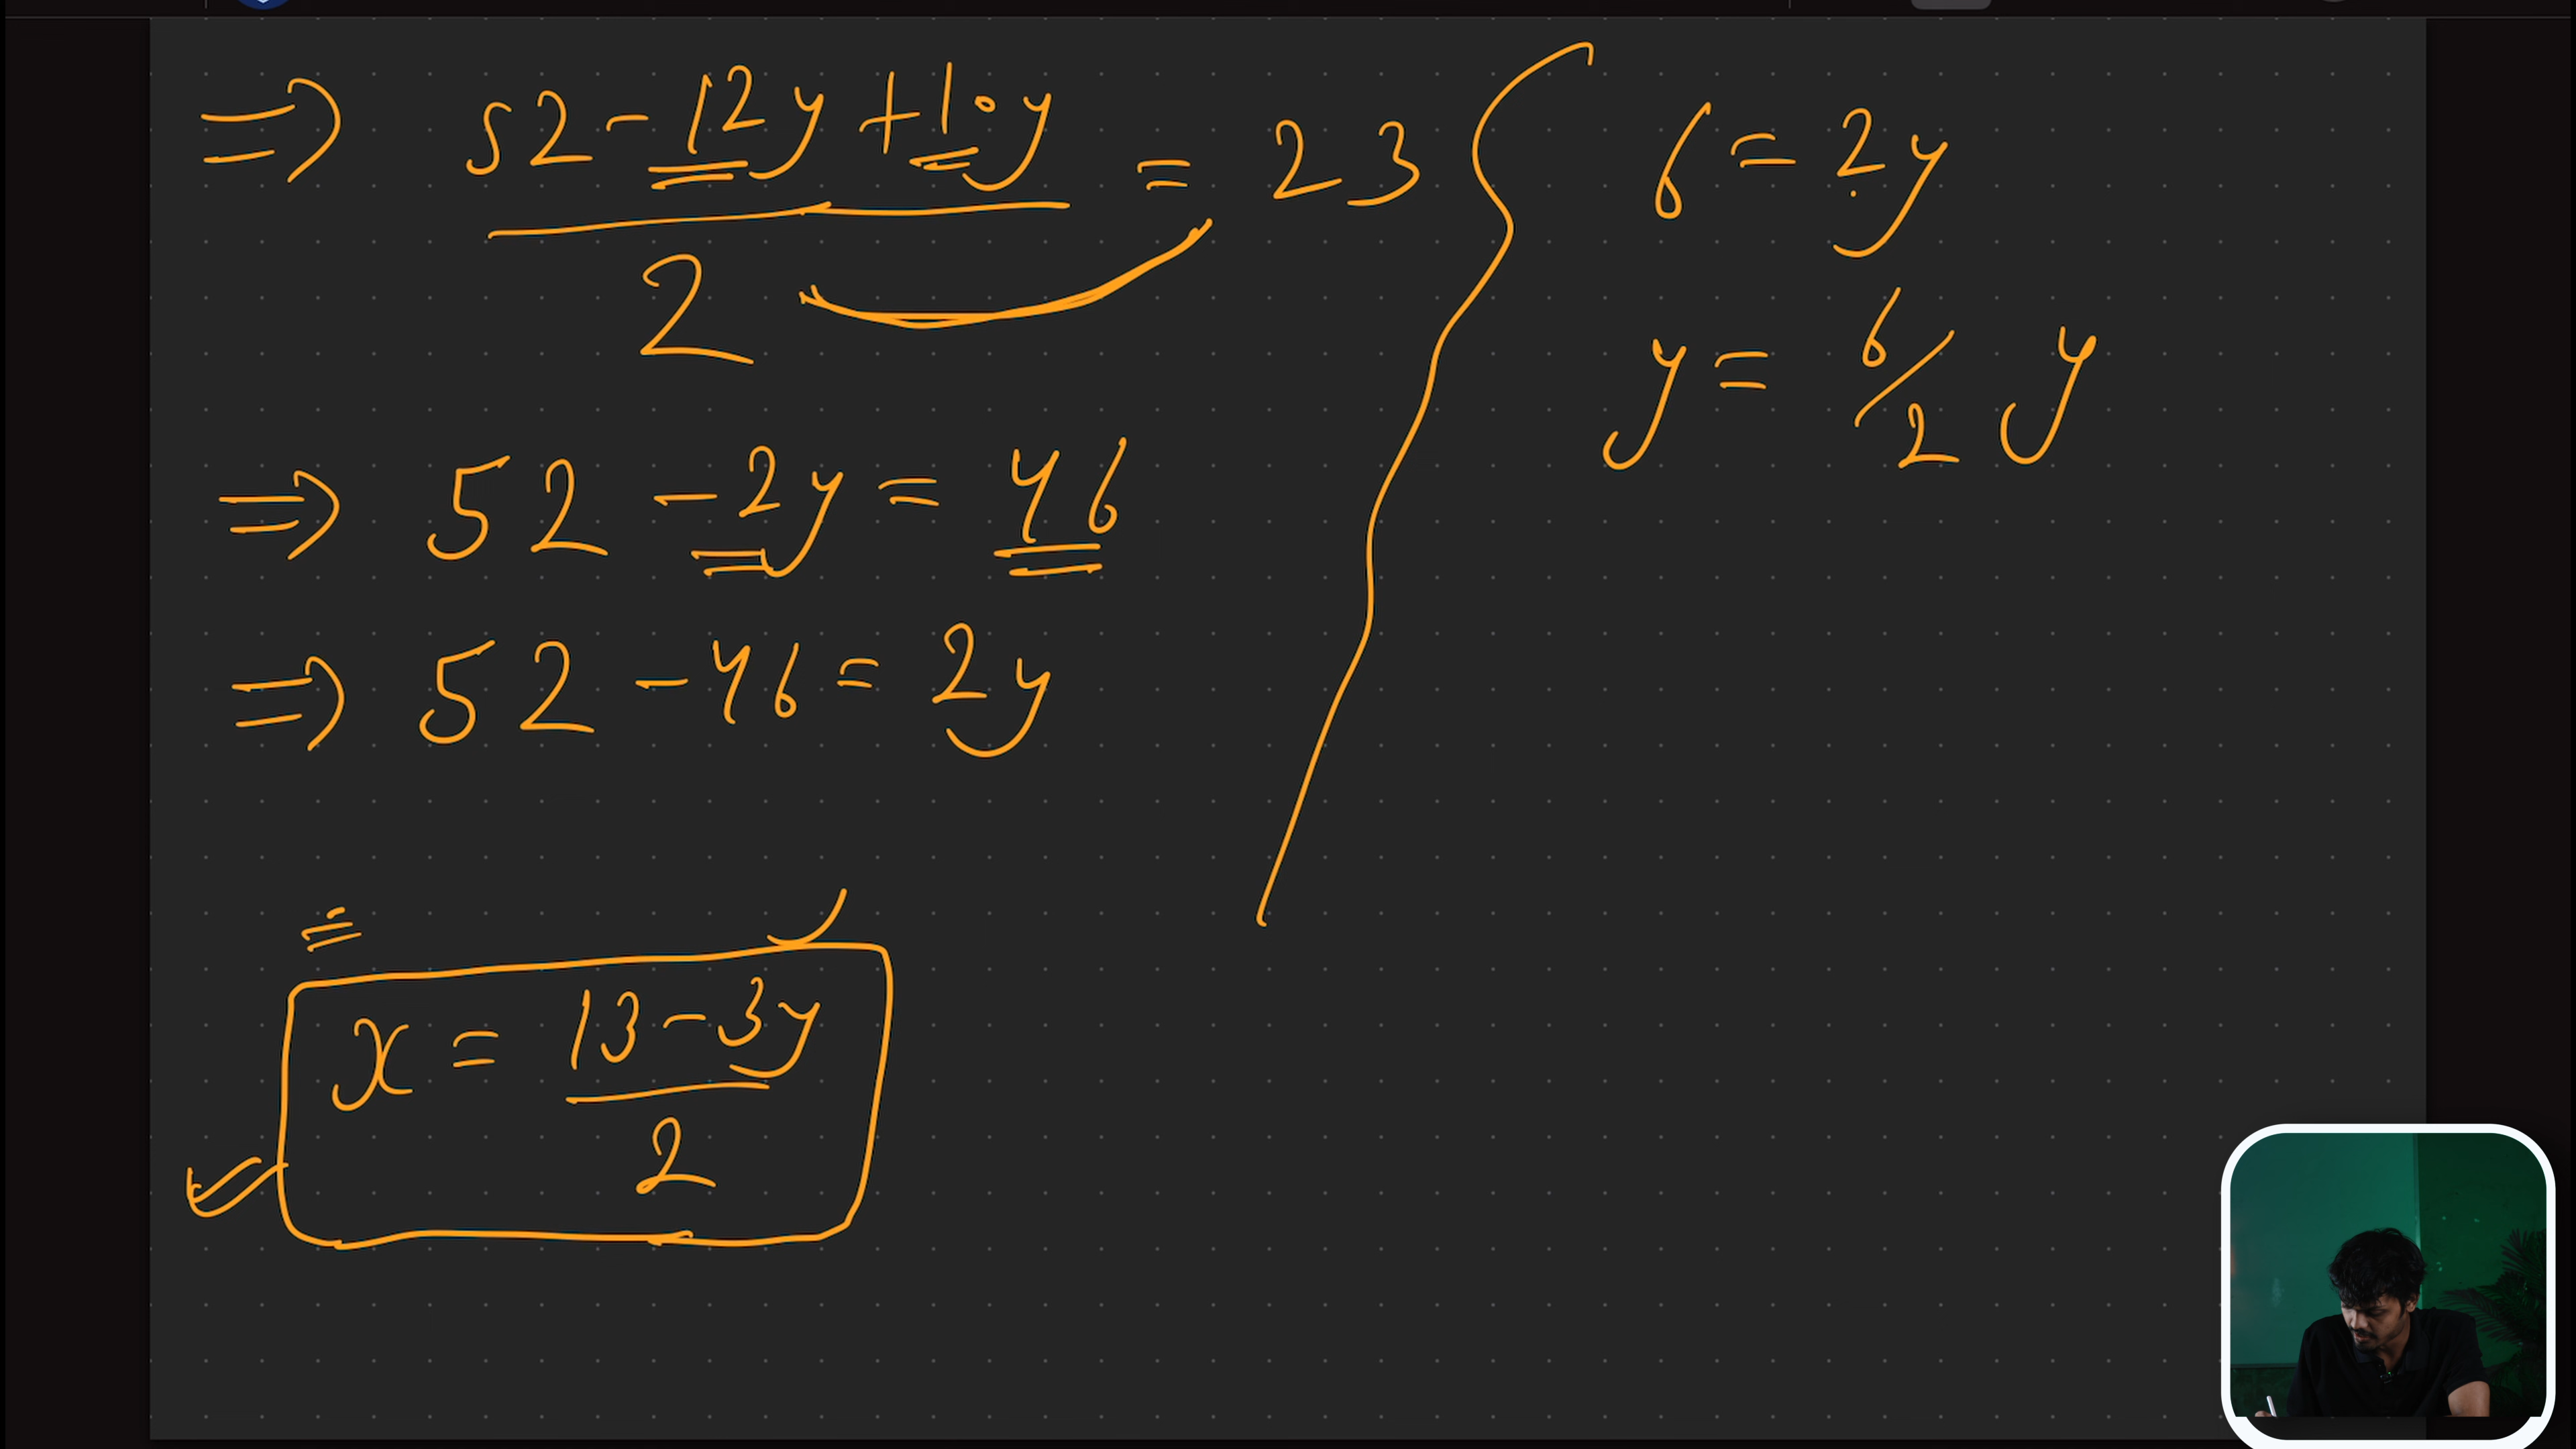 ⇒ (52 - 12y + 10y)/2 = 23
⇒ 52 - 2y = 46
⇒ 52 - 46 = 2y
x = (13 - 3y)/2
6 = 2y
y = 6/2 y